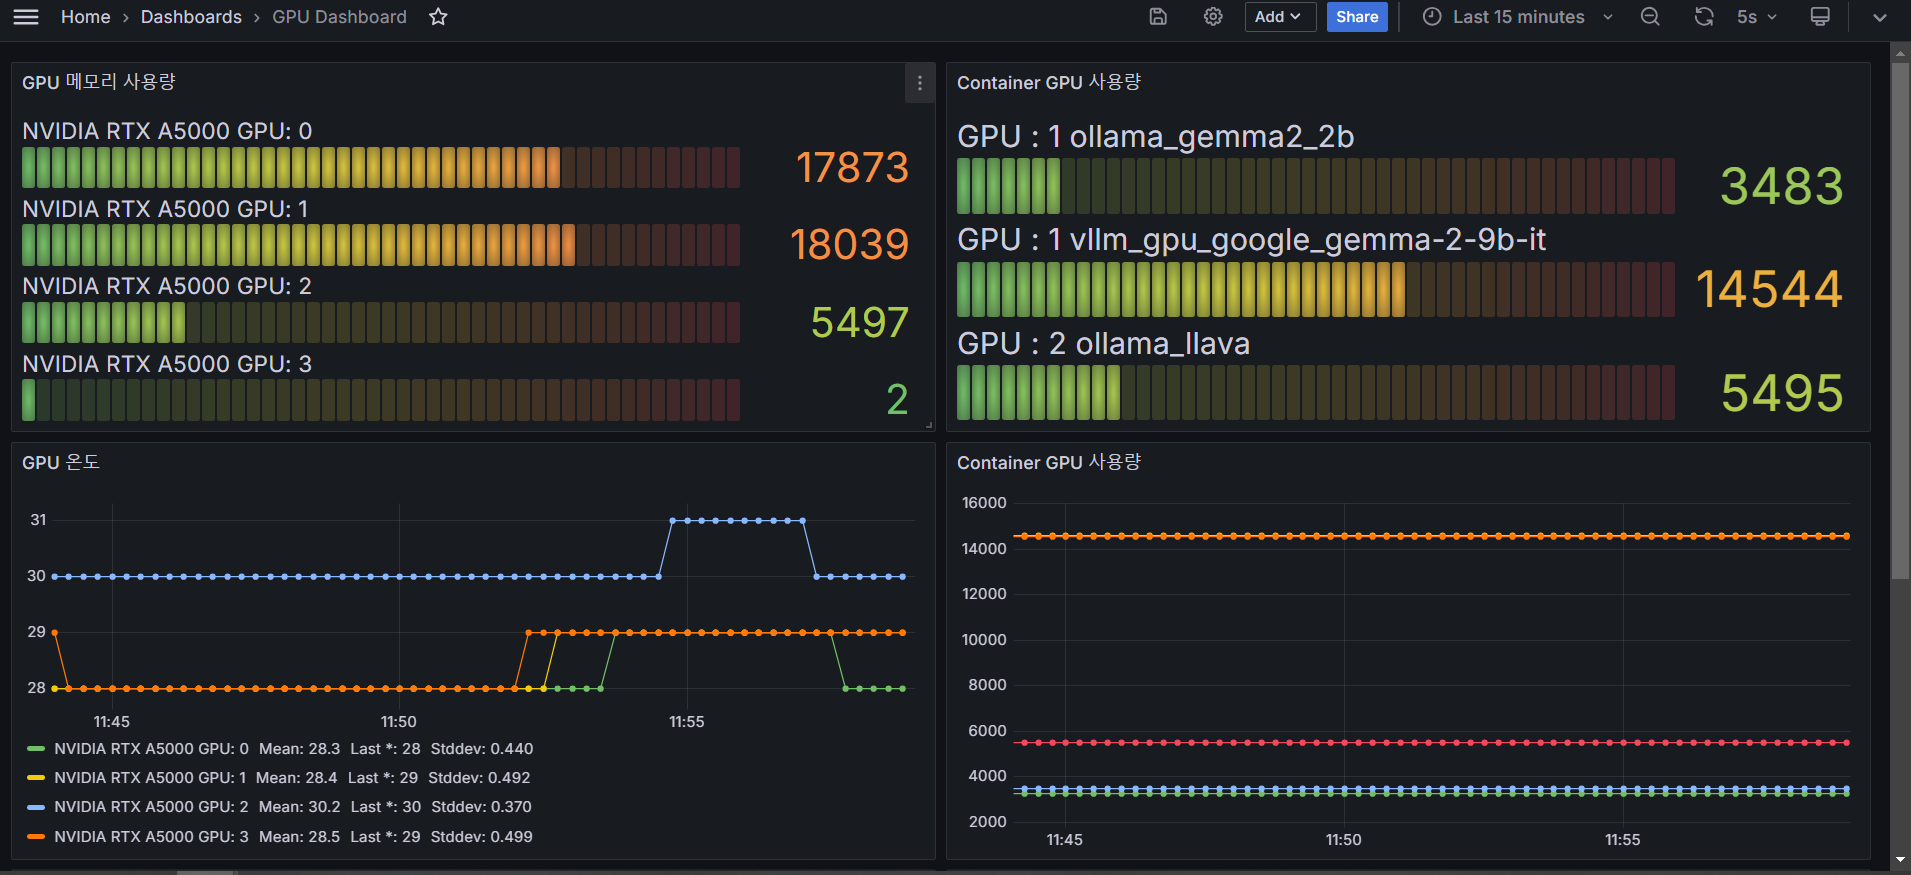 Home › Dashboards › GPU Dashboard
Add
Share
Last 15 minutes
5s
GPU 메모리 사용량
NVIDIA RTX A5000 GPU: 0
17873
NVIDIA RTX A5000 GPU: 1
18039
NVIDIA RTX A5000 GPU: 2
5497
NVIDIA RTX A5000 GPU: 3
2
Container GPU 사용량
GPU : 1 ollama_gemma2_2b
3483
GPU : 1 vllm_gpu_google_gemma-2-9b-it
14544
GPU : 2 ollama_llava
5495
GPU 온도
31
30
29
28
11:45 11:50 11:55
NVIDIA RTX A5000 GPU: 0 Mean: 28.3 Last *: 28 Stddev: 0.440
NVIDIA RTX A5000 GPU: 1 Mean: 28.4 Last *: 29 Stddev: 0.492
NVIDIA RTX A5000 GPU: 2 Mean: 30.2 Last *: 30 Stddev: 0.370
NVIDIA RTX A5000 GPU: 3 Mean: 28.5 Last *: 29 Stddev: 0.499
Container GPU 사용량
16000
14000
12000
10000
8000
6000
4000
2000
11:45 11:50 11:55